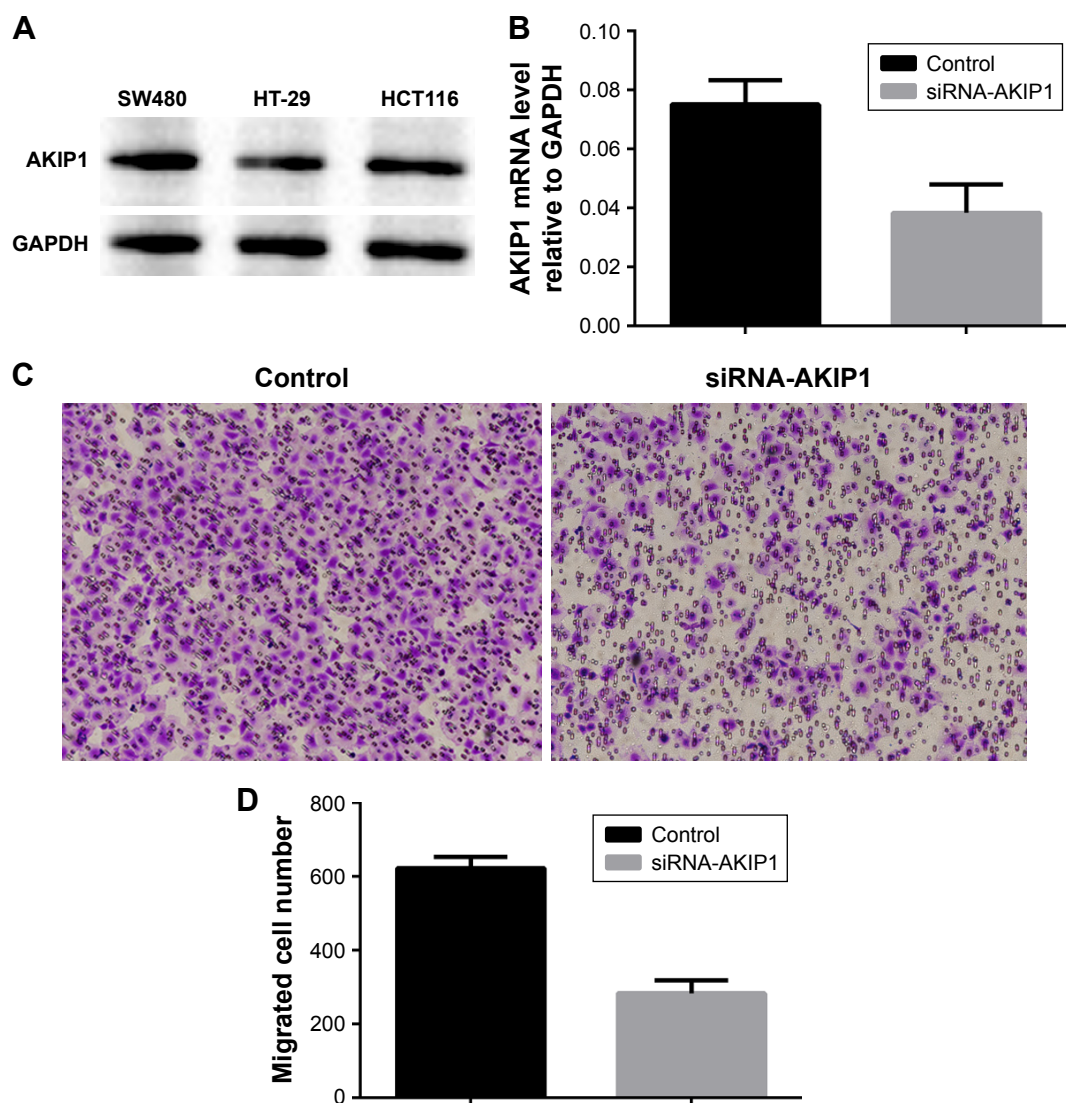 A
SW480 HT-29 HCT116
AKIP1
GAPDH
B
AKIP1 mRNA level
relative to GAPDH
0.10
0.08
0.06
0.04
0.02
0.00
Control
siRNA-AKIP1
C
Control siRNA-AKIP1
D
Migrated cell number
800
600
400
200
0
Control
siRNA-AKIP1